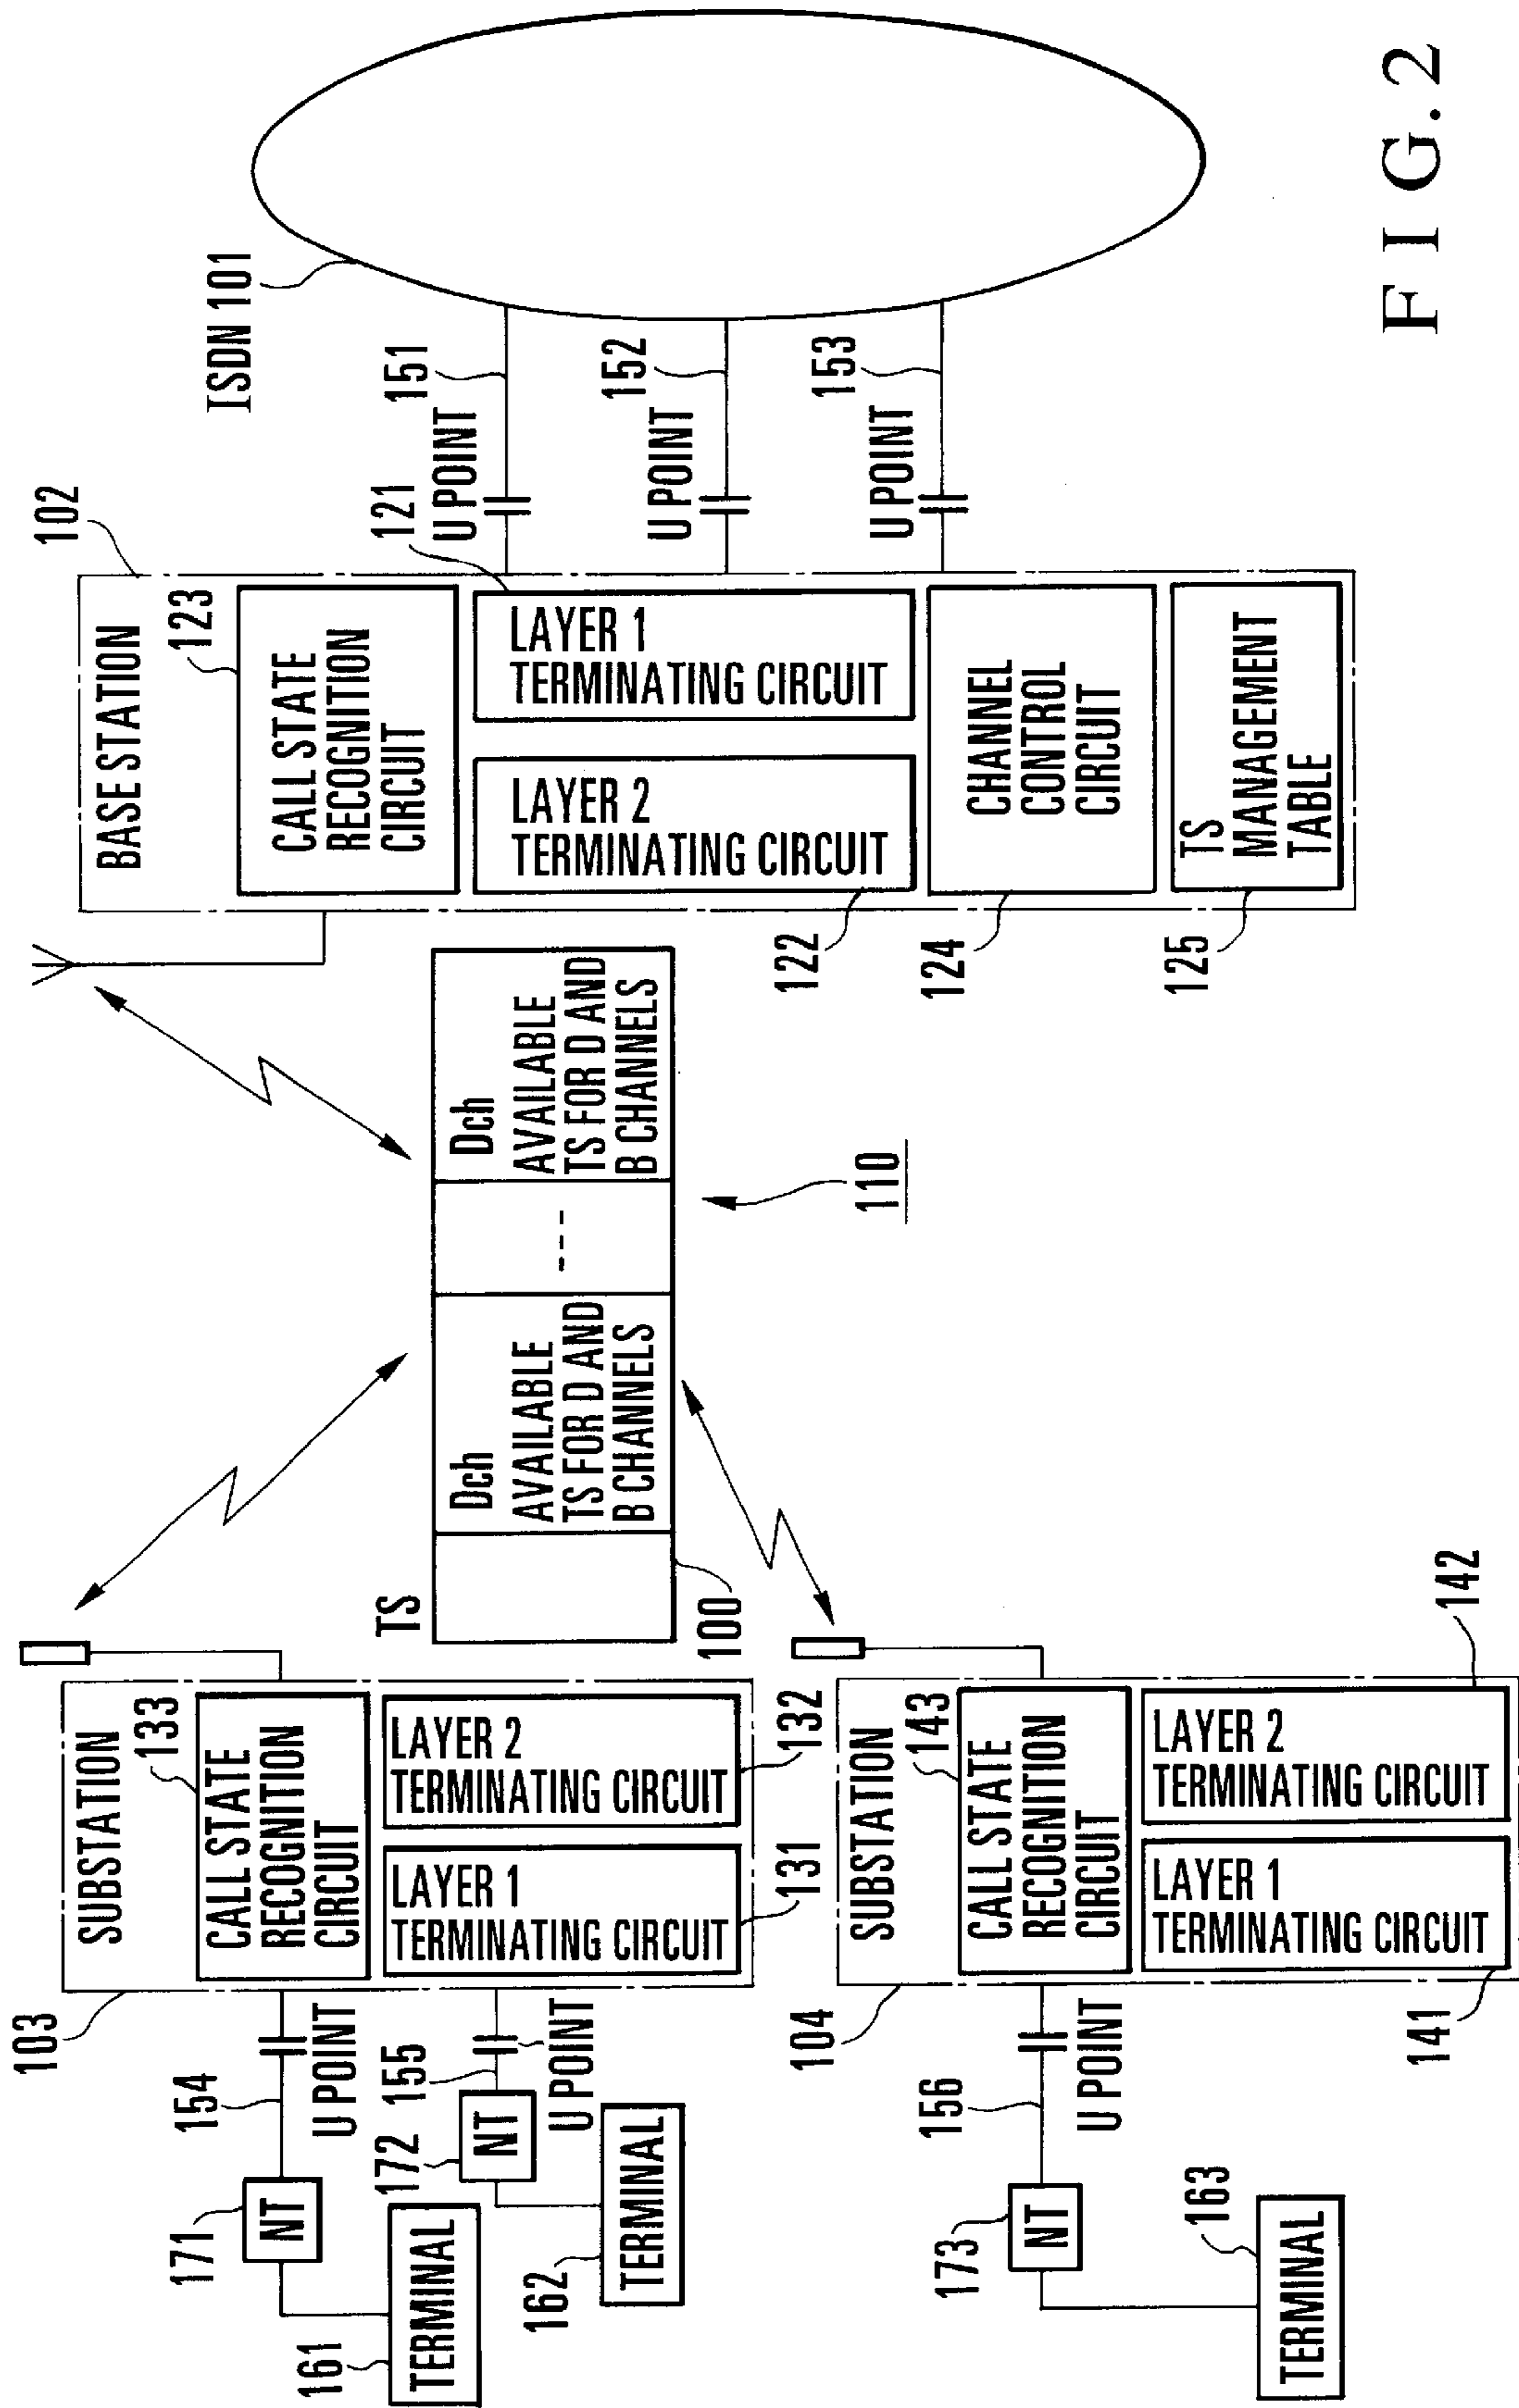 103
SUBSTATION
133
CALL STATE
RECOGNITION
CIRCUIT
LAYER 1
TERMINATING CIRCUIT
131
LAYER 2
TERMINATING CIRCUIT
132
154
U POINT
171
NT
161
TERMINAL
155
U POINT
172
NT
162
TERMINAL
104
SUBSTATION
143
CALL STATE
RECOGNITION
CIRCUIT
LAYER 1
TERMINATING CIRCUIT
141
LAYER 2
TERMINATING CIRCUIT
142
156
U POINT
173
NT
163
TERMINAL
TS
100
Dch
AVAILABLE
TS FOR D AND
B CHANNELS
---
Dch
AVAILABLE
TS FOR D AND
B CHANNELS
110
102
BASE STATION
123
CALL STATE
RECOGNITION
CIRCUIT
LAYER 2
TERMINATING CIRCUIT
122
LAYER 1
TERMINATING CIRCUIT
121
CHANNEL
CONTROL
CIRCUIT
124
TS
MANAGEMENT
TABLE
125
U POINT
151
U POINT
152
U POINT
153
ISDN 101
FIG.2